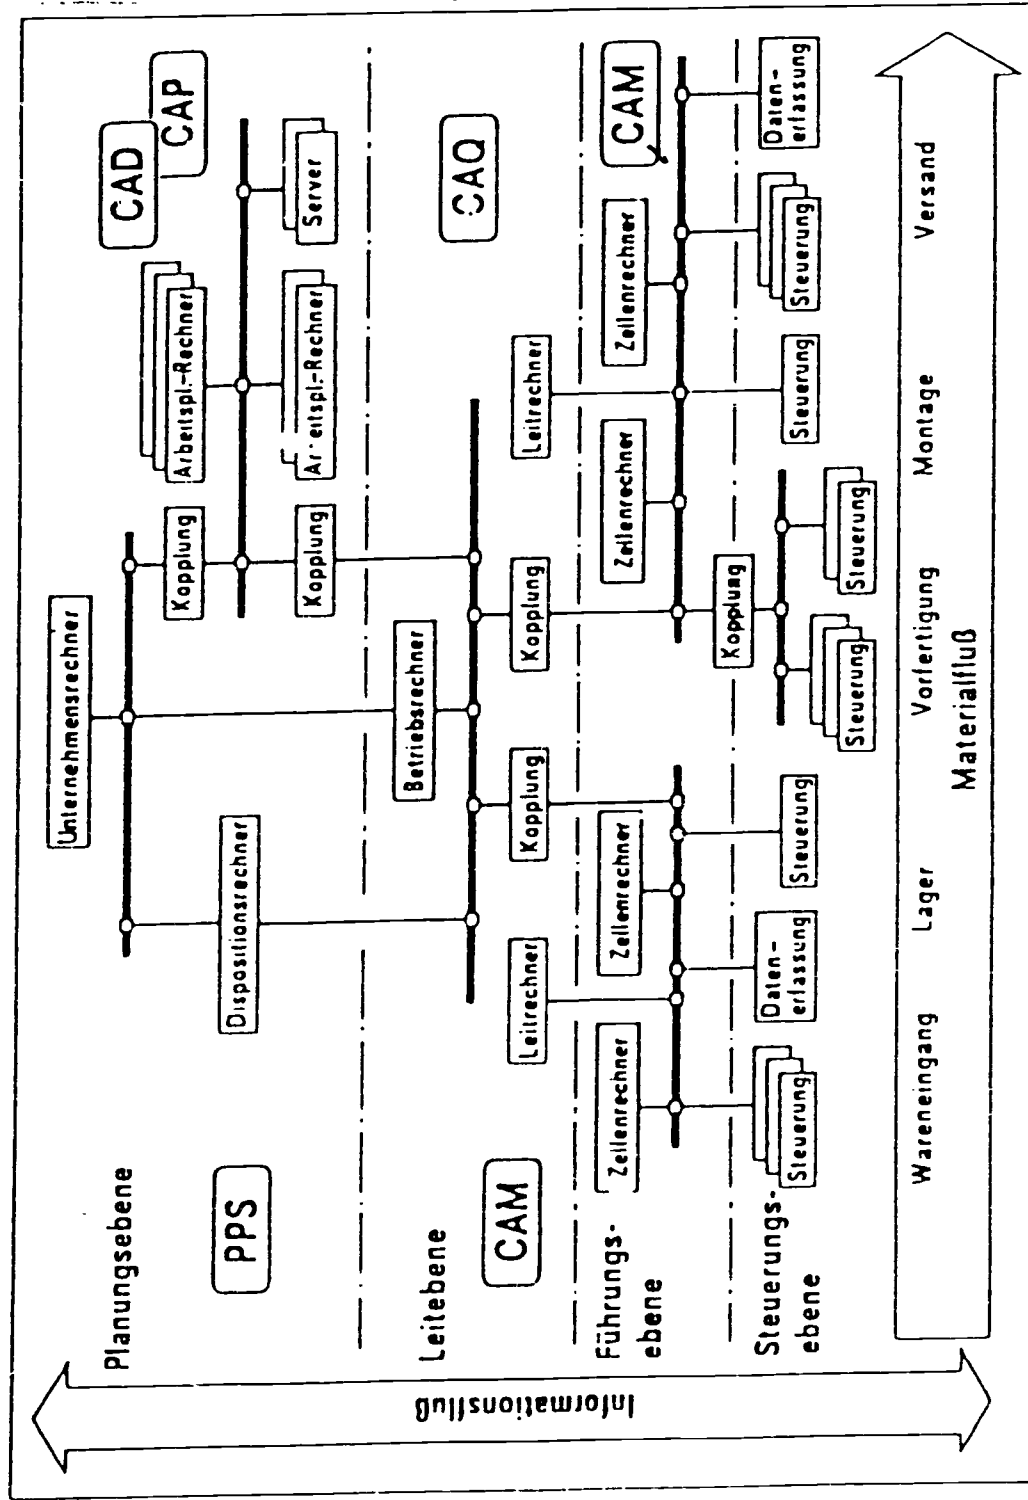 Planungsebene
Unternehmensrechner
CAD
CAP
PPS
Dispositionsrechner
Kopplung
Kopplung
Arbeitspl.-Rechner
Arbeitspl.-Rechner
Server
Leitebene
Betriebsrechner
CAQ
CAM
Leitrechner
Kopplung
Kopplung
Leitrechner
Führungs-
ebene
Zellenrechner
Zellenrechner
Zellenrechner
Zellenrechner
CAM
Steuerungs-
ebene
Steuerung
Daten-
erfassung
Steuerung
Kopplung
Steuerung
Steuerung
Steuerung
Steuerung
Daten-
erfassung
Wareneingang
Lager
Vorfertigung
Montage
Versand
Materialfluß
Informationsfluß